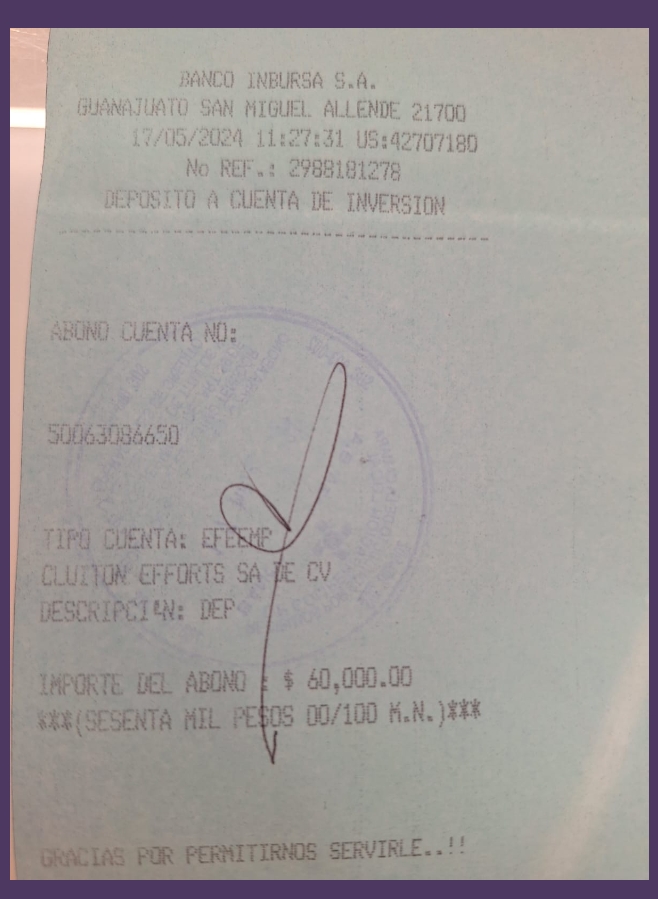 BANCO INBURSA S.A.
GUANAJUATO SAN MIGUEL ALLENDE 21700
17/05/2024 11:27:31 US:42707180
No REF.: 2988181278
DEPOSITO A CUENTA DE INVERSION
ABONO CUENTA NO:
50063086650
TIPO CUENTA: EFEEMP
CLUITON EFFORTS SA DE CV
DESCRIPCI N: DEP
IMPORTE DEL ABONO : $ 60,000.00
***(SESENTA MIL PESOS 00/100 M.N.)***
GRACIAS POR PERMITIRNOS SERVIRLE..!!